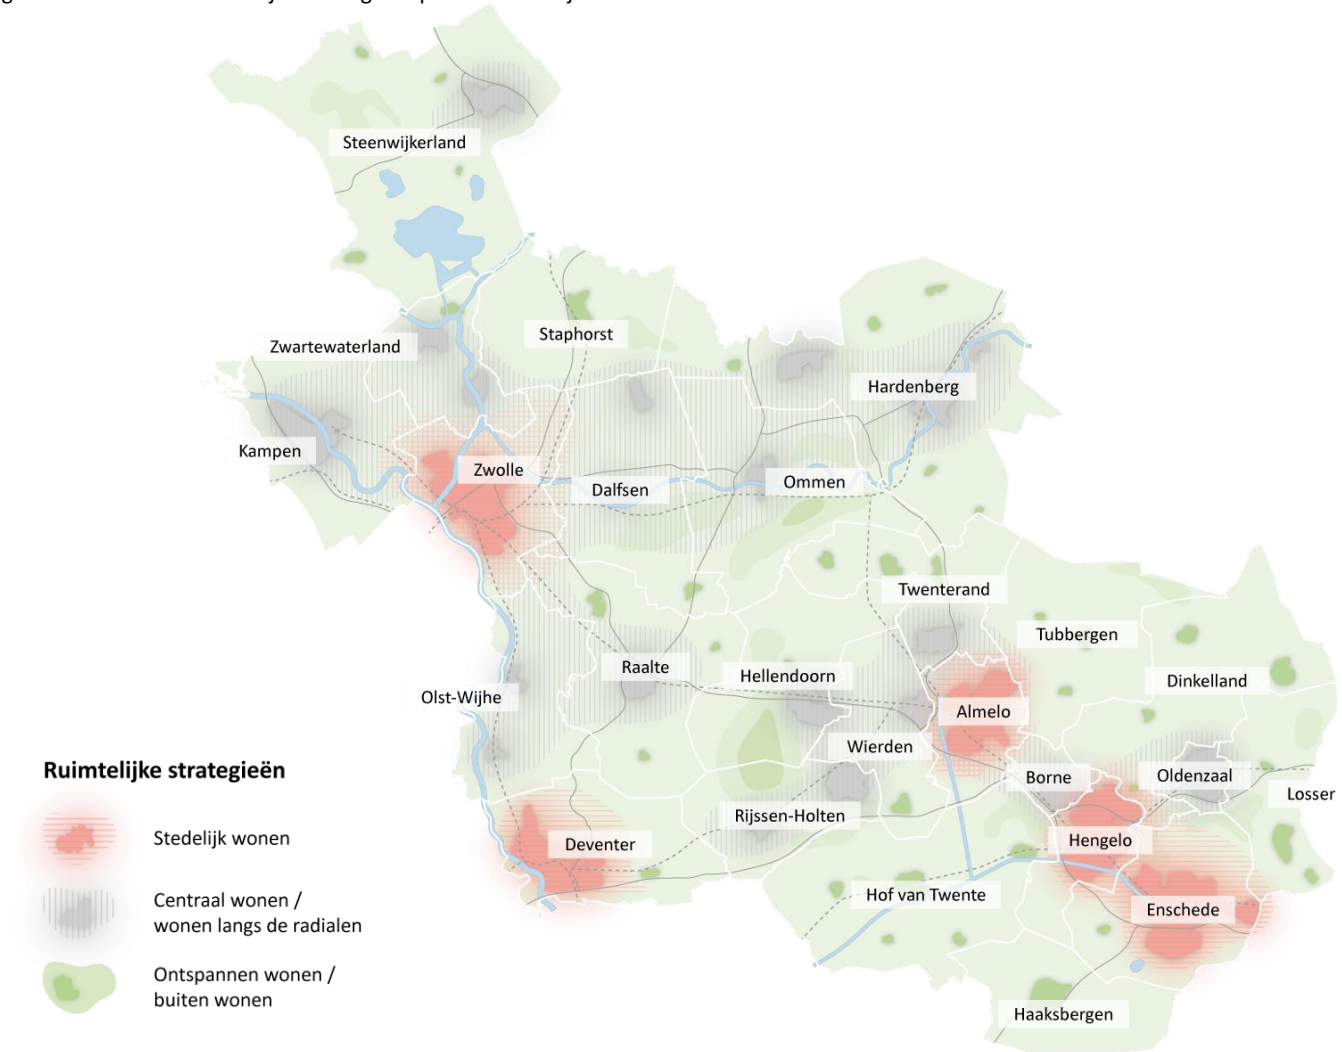 Steenwijkerland
Staphorst
Zwartewaterland
Hardenberg
Kampen
Zwolle
Ommen
Dalfsen
Twenterand
Tubbergen
Raalte
Hellendoorn
Dinkelland
Olst-Wijhe
Almelo
Wierden
Borne
Oldenzaal
Losser
Rijssen-Holten
Deventer
Hengelo
Hof van Twente
Enschede
Haaksbergen
Ruimtelijke strategieën
Stedelijk wonen
Centraal wonen /
wonen langs de radialen
Ontspannen wonen /
buiten wonen